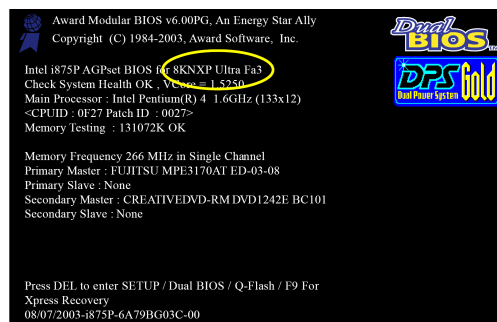 Award Modular BIOS v6.00PG, An Energy Star Ally
Copyright (C) 1984-2003, Award Software, Inc.
Dual
BIOS
Intel i875P AGPset BIOS for 8KNXP Ultra Fa3
Check System Health OK , VCore = 1.5250
Main Processor : Intel Pentium(R) 4 1.6GHz (133x12)
<CPUID : 0F27 Patch ID : 0027>
Memory Testing : 131072K OK
DPS Gold
Dual Power System
Memory Frequency 266 MHz in Single Channel
Primary Master : FUJITSU MPE3170AT ED-03-08
Primary Slave : None
Secondary Master : CREATIVEDVD-RM DVD1242E BC101
Secondary Slave : None
Press DEL to enter SETUP / Dual BIOS / Q-Flash / F9 For
Xpress Recovery
08/07/2003-i875P-6A79BG03C-00